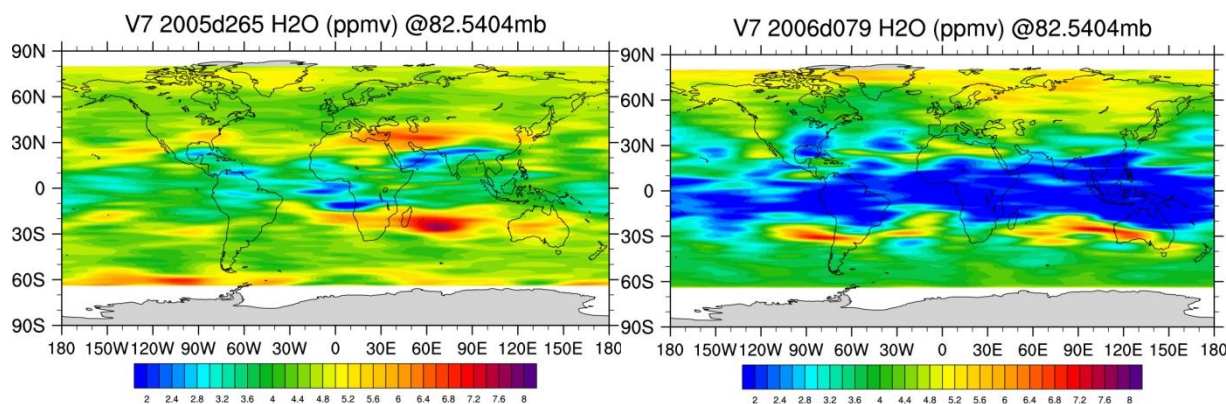 V7 2005d265 H2O (ppmv) @82.5404mb
90N
60N
30N
0
30S
60S
90S
180 150W 120W 90W 60W 30W 0 30E 60E 90E 120E 150E 180
2 2.4 2.8 3.2 3.6 4 4.4 4.8 5.2 5.6 6 6.4 6.8 7.2 7.6 8
V7 2006d079 H2O (ppmv) @82.5404mb
90N
60N
30N
0
30S
60S
90S
180 150W 120W 90W 60W 30W 0 30E 60E 90E 120E 150E 180
2 2.4 2.8 3.2 3.6 4 4.4 4.8 5.2 5.6 6 6.4 6.8 7.2 7.6 8